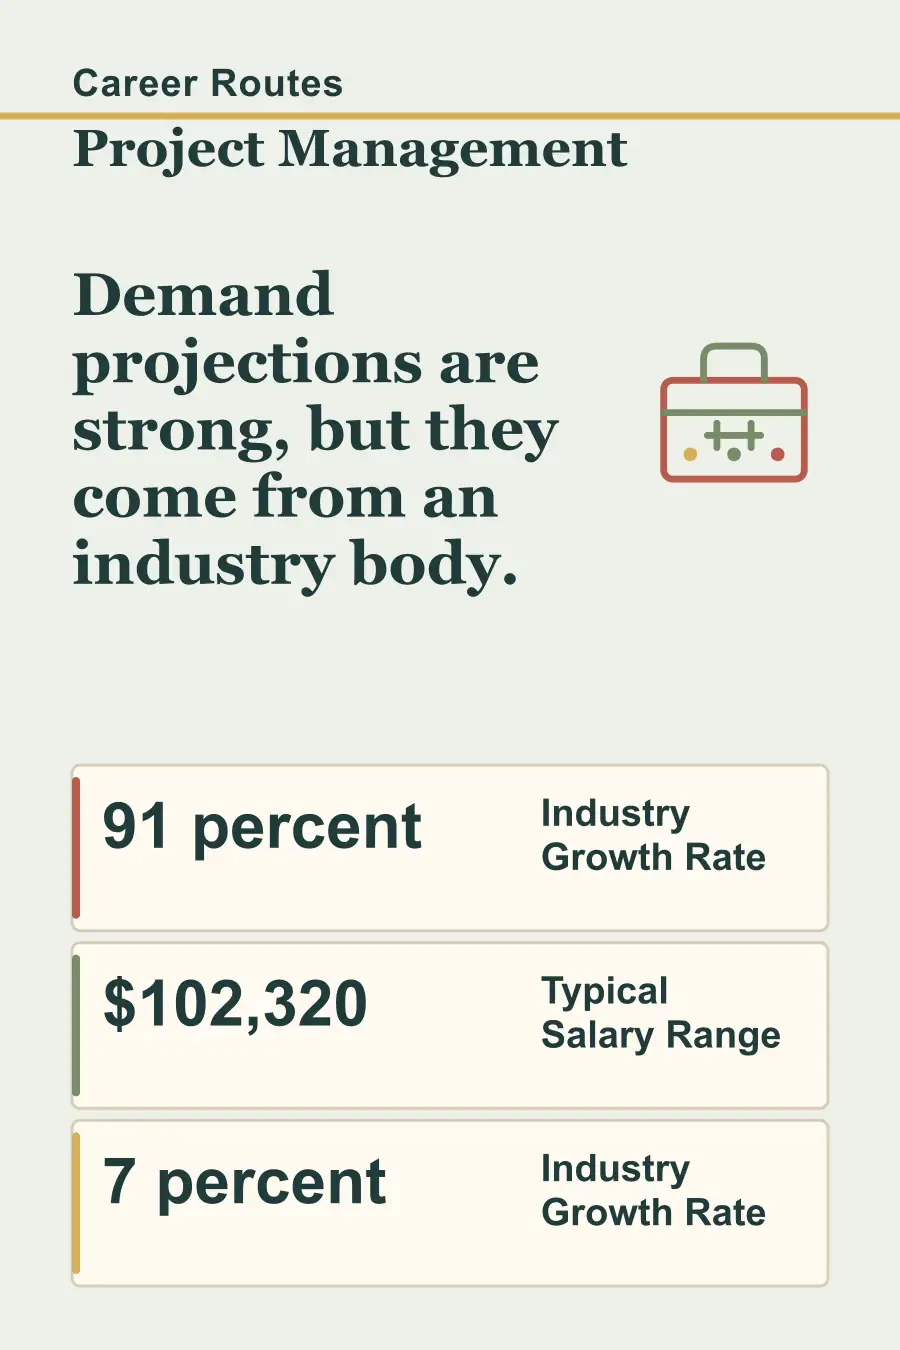 Career Routes
Project Management
Demand
projections are
strong, but they
come from an
industry body.
91 percent
Industry
Growth Rate
$102,320
Typical
Salary Range
7 percent
Industry
Growth Rate